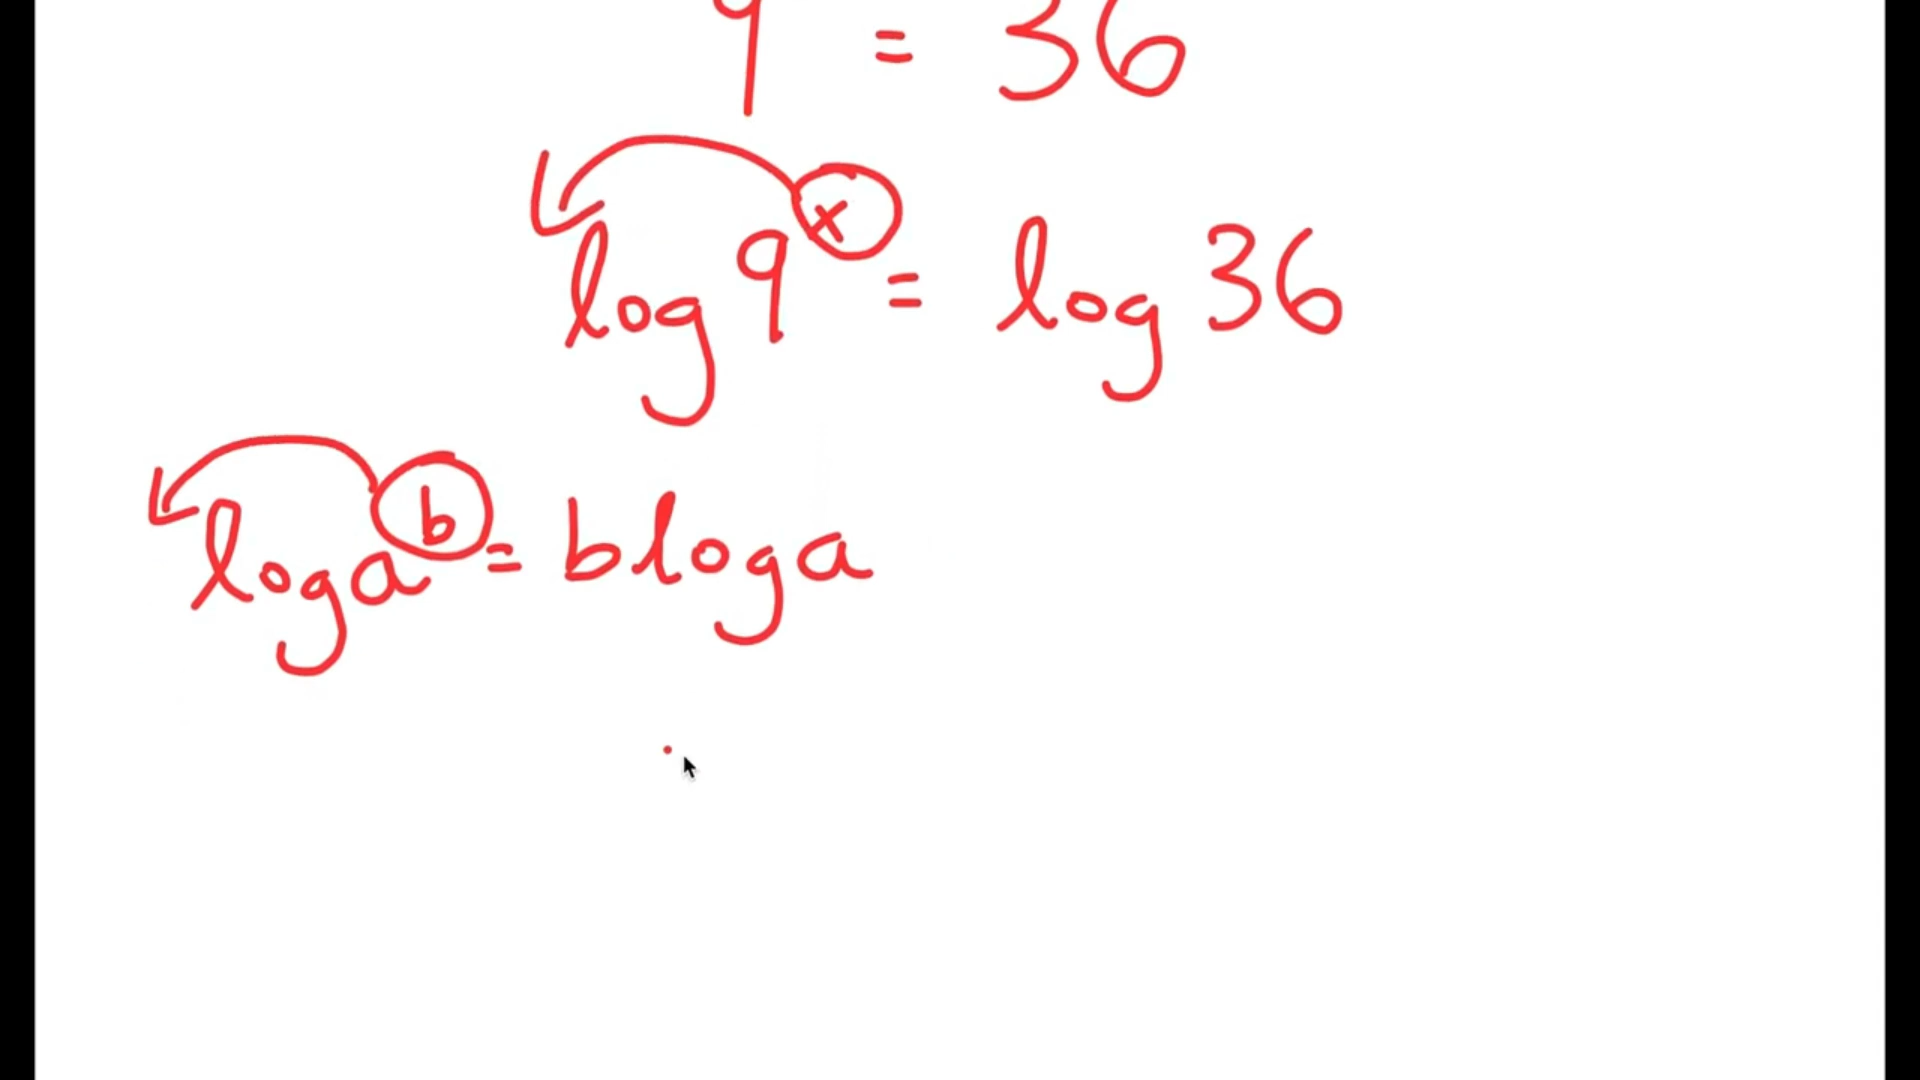 9 = 36
log 9^x = log 36
log a^b = b log a